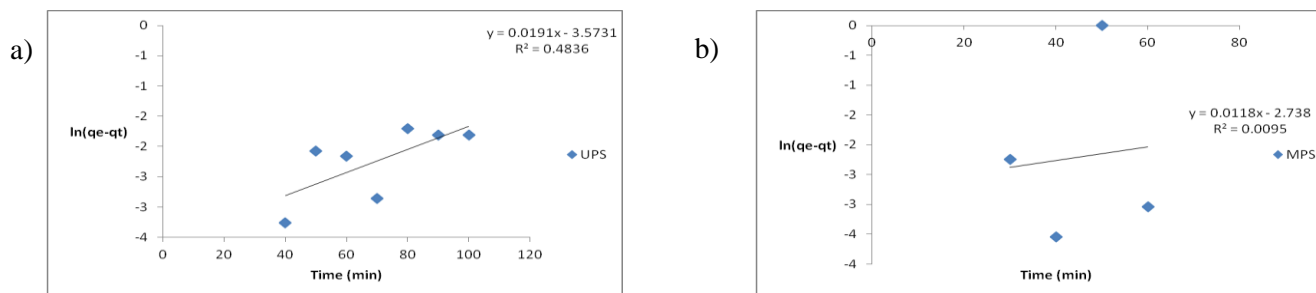 a)
y = 0.0191x - 3.5731
R² = 0.4836
0
-1
-1
-2
-2
-3
-3
-4
ln(qe-qt)
UPS
0 20 40 60 80 100 120
Time (min)
b)
0
-1
-1
-2
-2
-3
-3
-4
-4
0 20 40 60 80
ln(qe-qt)
y = 0.0118x - 2.738
R² = 0.0095
MPS
Time (min)